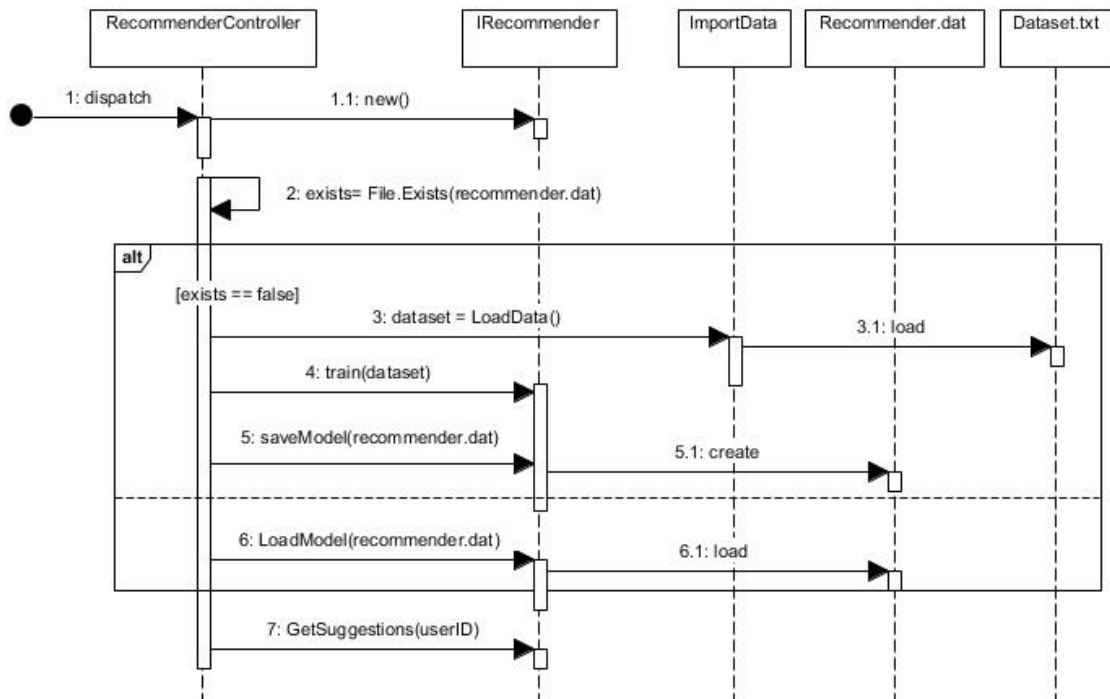 RecommenderController
IRecommender
ImportData
Recommender.dat
Dataset.txt
1: dispatch
1.1: new()
2: exists= File.Exists(recommender.dat)
alt
[exists == false]
3: dataset = LoadData()
3.1: load
4: train(dataset)
5: saveModel(recommender.dat)
5.1: create
6: LoadModel(recommender.dat)
6.1: load
7: GetSuggestions(userID)